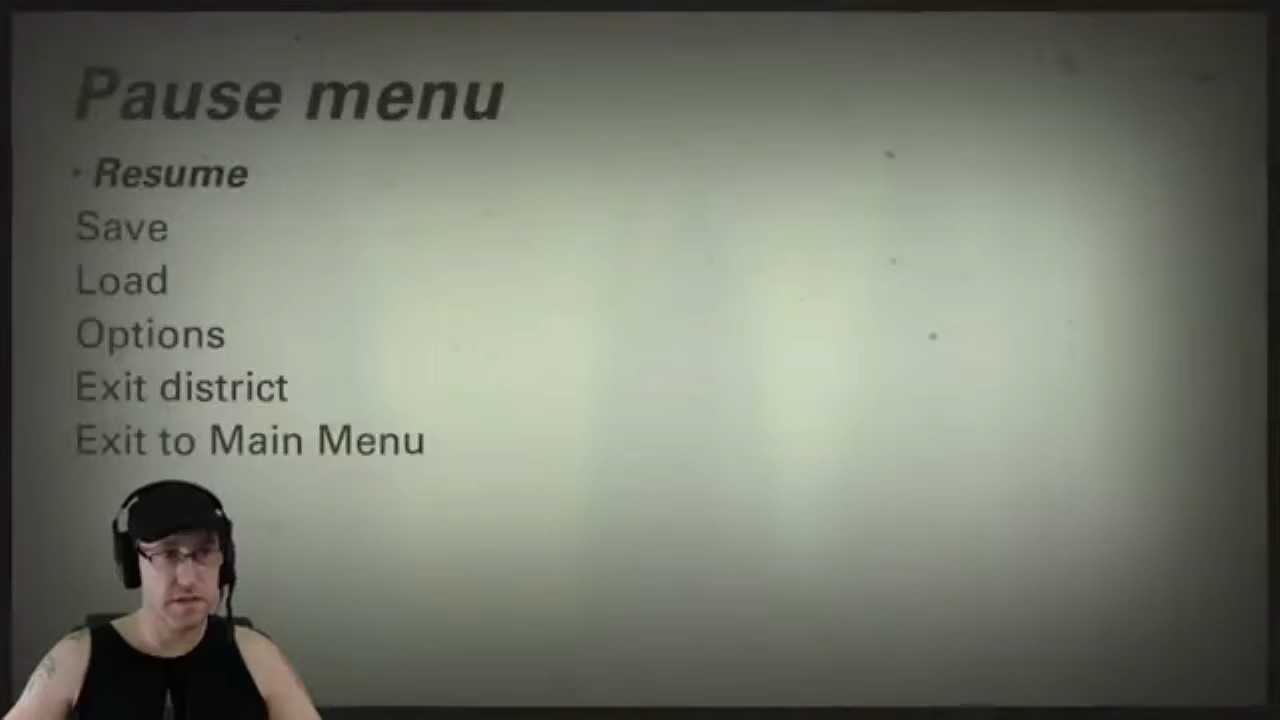 Pause menu
· Resume
Save
Load
Options
Exit district
Exit to Main Menu